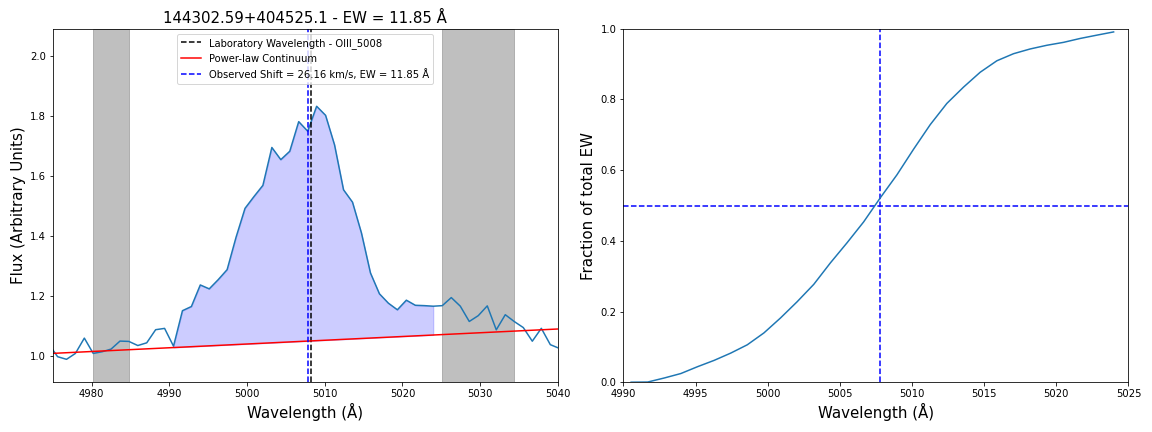 144302.59+404525.1 - EW = 11.85 Å
Laboratory Wavelength - OIII_5008
Power-law Continuum
Observed Shift = 26.16 km/s, EW = 11.85 Å
Flux (Arbitrary Units)
2.0
1.8
1.6
1.4
1.2
1.0
4980 4990 5000 5010 5020 5030 5040
Wavelength (Å)
Fraction of total EW
1.0
0.8
0.6
0.4
0.2
0.0
4990 4995 5000 5005 5010 5015 5020 5025
Wavelength (Å)